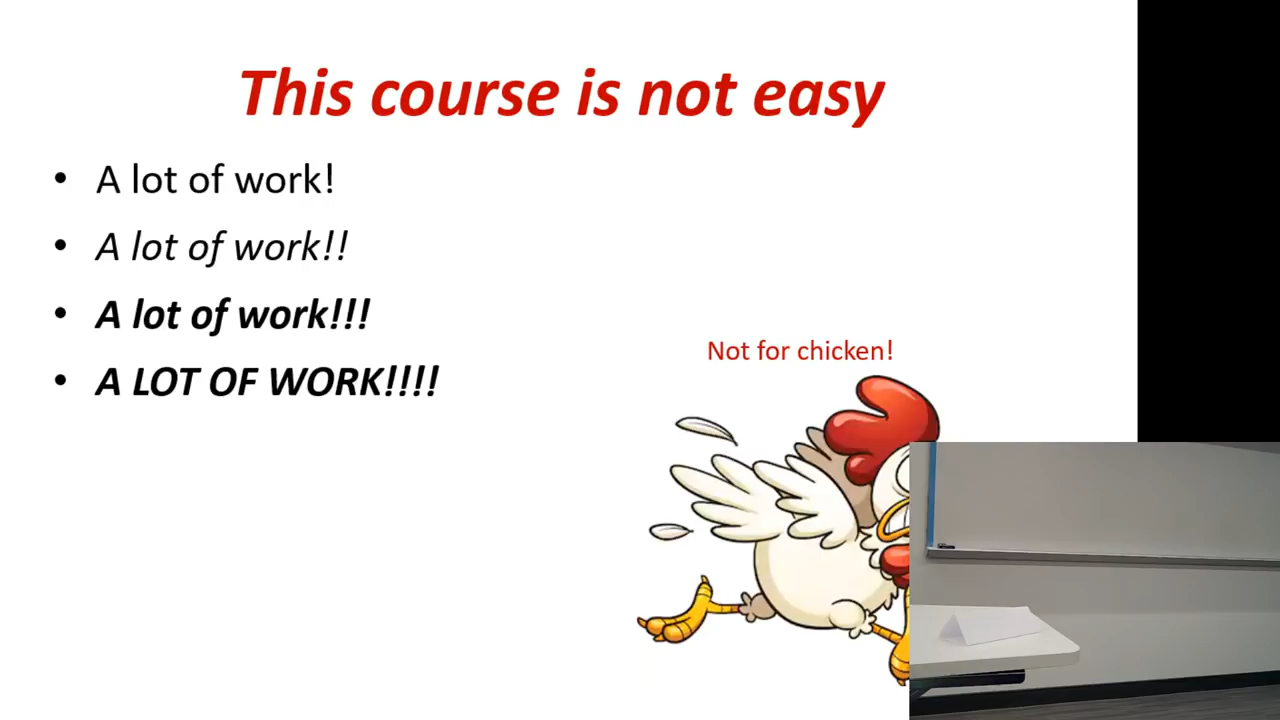 This course is not easy
• A lot of work!
• A lot of work!!
• A lot of work!!!
• A LOT OF WORK!!!!
Not for chicken!